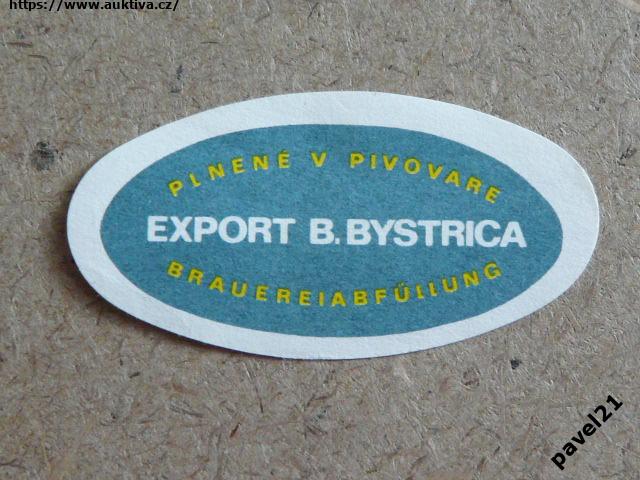 https://www.auktiva.cz/
PLNENÉ V PIVOVARE
EXPORT B. BYSTRICA
BRAUEREIABFÜLLUNG
pavel21